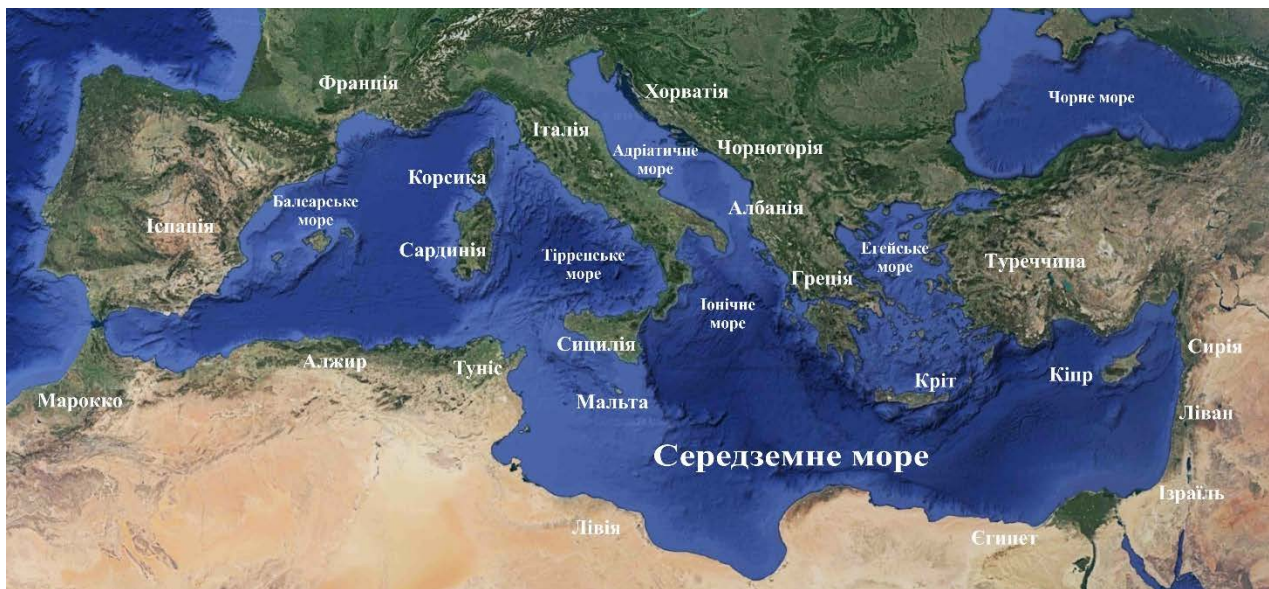 Франція
Хорватія
Чорне море
Італія
Чорногорія
Адріатичне
море
Корсика
Балеарське
море
Албанія
Іспанія
Сардинія
Тірренське
море
Егейське
море
Туреччина
Греція
Іонічне
море
Сицилія
Сирія
Алжир
Туніс
Кіпр
Кріт
Марокко
Мальта
Ліван
Середземне море
Ізраїль
Лівія
Єгипет